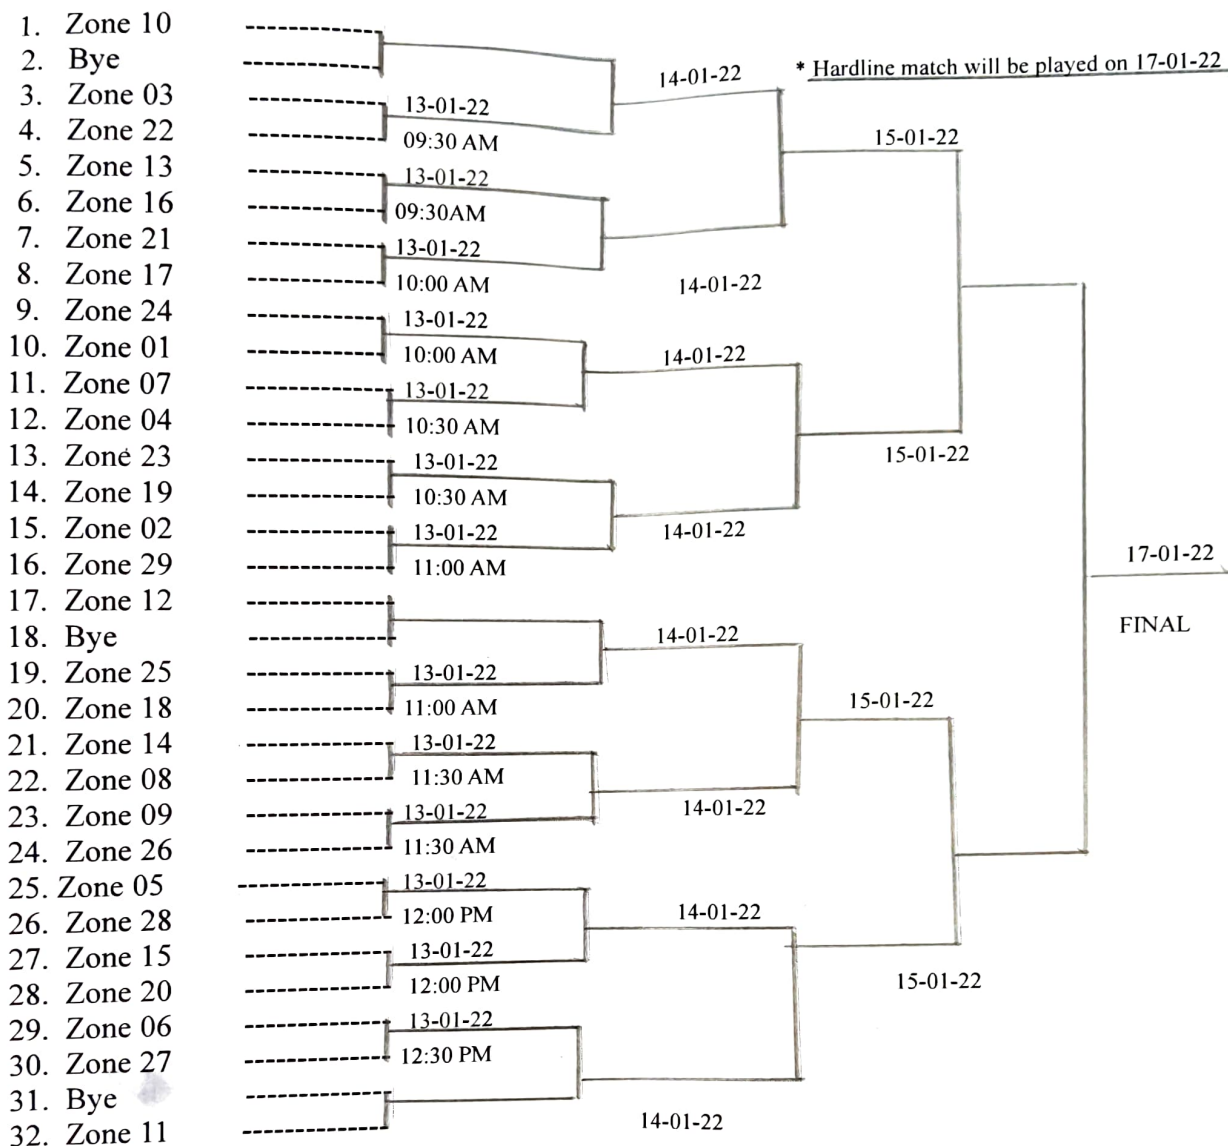 1. Zone 10
2. Bye
14-01-22
* Hardline match will be played on 17-01-22
3. Zone 03
13-01-22
4. Zone 22
09:30 AM
15-01-22
5. Zone 13
13-01-22
6. Zone 16
09:30AM
7. Zone 21
13-01-22
8. Zone 17
10:00 AM
14-01-22
9. Zone 24
13-01-22
10. Zone 01
10:00 AM
14-01-22
11. Zone 07
13-01-22
12. Zone 04
10:30 AM
13. Zone 23
13-01-22
15-01-22
14. Zone 19
10:30 AM
15. Zone 02
13-01-22
14-01-22
16. Zone 29
11:00 AM
17-01-22
17. Zone 12
18. Bye
14-01-22
FINAL
19. Zone 25
13-01-22
20. Zone 18
11:00 AM
15-01-22
21. Zone 14
13-01-22
22. Zone 08
11:30 AM
23. Zone 09
13-01-22
14-01-22
24. Zone 26
11:30 AM
25. Zone 05
13-01-22
26. Zone 28
12:00 PM
14-01-22
27. Zone 15
13-01-22
28. Zone 20
12:00 PM
15-01-22
29. Zone 06
13-01-22
30. Zone 27
12:30 PM
31. Bye
32. Zone 11
14-01-22